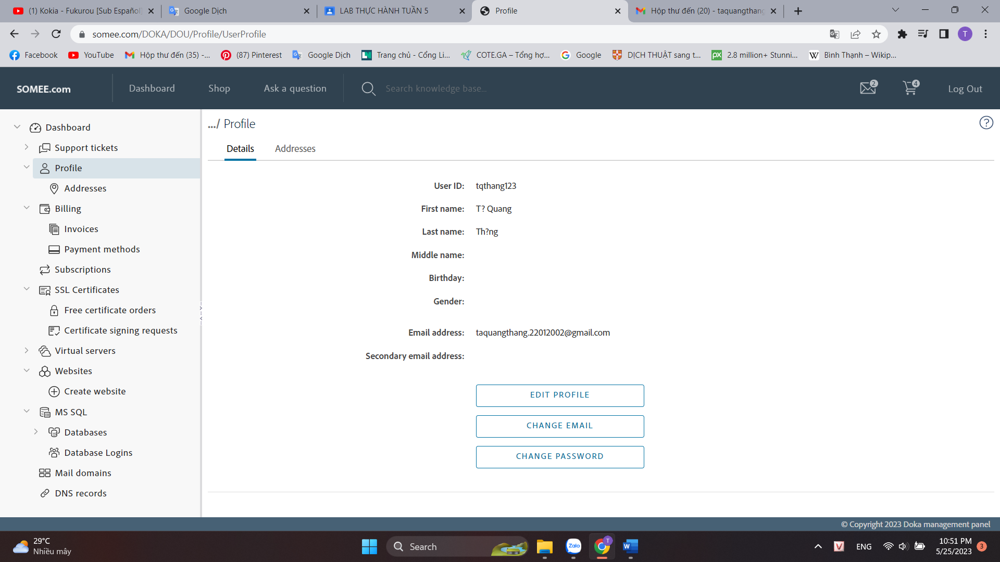 (1) Kokia - Fukurou [Sub Español]
Google Dịch
LAB THỰC HÀNH TUẦN 5
Profile
Hộp thư đến (20) - taquangthang
somee.com/DOKA/DOU/Profile/UserProfile
T
Facebook
YouTube
Hộp thư đến (35) -...
(87) Pinterest
Google Dịch
Trang chủ - Cổng Li...
COTE.GA – Tổng hợ...
Google
DỊCH THUẬT sang t...
2.8 million+ Stunni...
Bình Thạnh – Wikip...
SOMEE.com
Dashboard
Shop
Ask a question
Search knowledge base...
2
4
Log Out
Dashboard
Support tickets
Profile
Addresses
Billing
Invoices
Payment methods
Subscriptions
SSL Certificates
Free certificate orders
Certificate signing requests
Virtual servers
Websites
Create website
MS SQL
Databases
Database Logins
Mail domains
DNS records
.../ Profile
?
Details
Addresses
User ID: tqthang123
First name: T? Quang
Last name: Th?ng
Middle name:
Birthday:
Gender:
Email address: taquangthang.22012002@gmail.com
Secondary email address:
EDIT PROFILE
CHANGE EMAIL
CHANGE PASSWORD
© Copyright 2023 Doka management panel
29°C
Nhiều mây
Search
Zalo
T
W
V
ENG
10:51 PM
5/25/2023
3